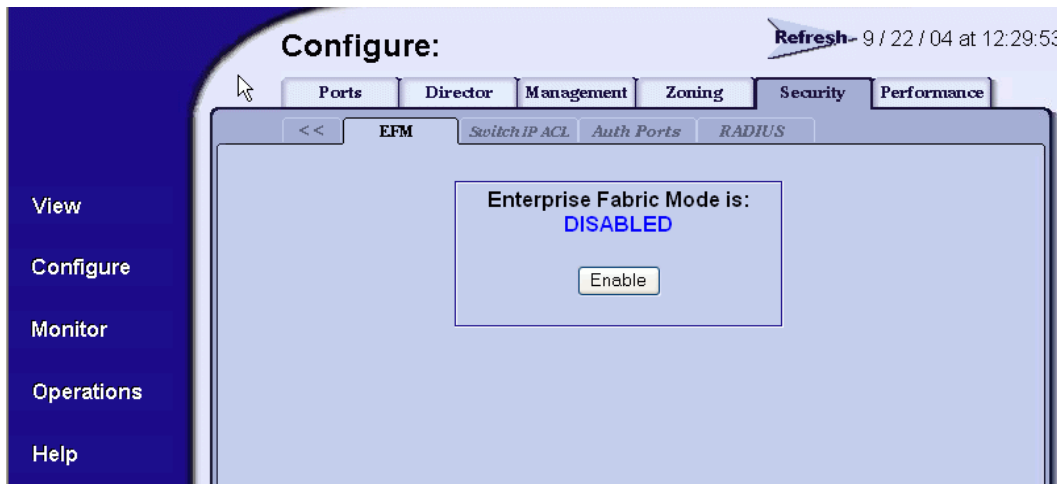 Configure:
Refresh - 9 / 22 / 04 at 12:29:53
Ports Director Management Zoning Security Performance
<< EFM Switch IP ACL Auth Ports RADIUS
Enterprise Fabric Mode is:
DISABLED
Enable
View
Configure
Monitor
Operations
Help